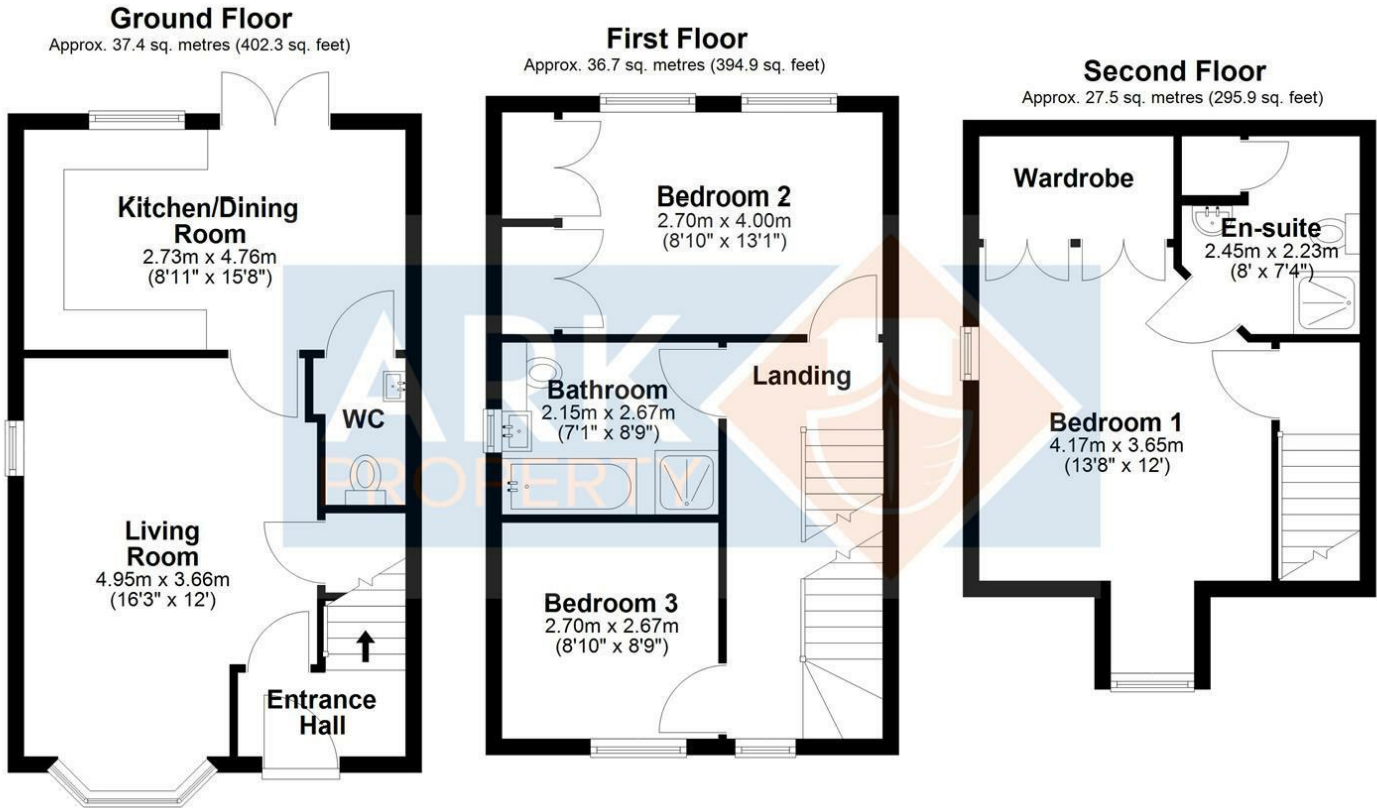 Ground Floor
Approx. 37.4 sq. metres (402.3 sq. feet)
Kitchen/Dining
Room
2.73m x 4.76m
(8'11" x 15'8")
WC
Living
Room
4.95m x 3.66m
(16'3" x 12')
Entrance
Hall
First Floor
Approx. 36.7 sq. metres (394.9 sq. feet)
Bedroom 2
2.70m x 4.00m
(8'10" x 13'1")
Bathroom
2.15m x 2.67m
(7'1" x 8'9")
Landing
Bedroom 3
2.70m x 2.67m
(8'10" x 8'9")
Second Floor
Approx. 27.5 sq. metres (295.9 sq. feet)
Wardrobe
En-suite
2.45m x 2.23m
(8' x 7'4")
Bedroom 1
4.17m x 3.65m
(13'8" x 12')
ARK
PROPERTY